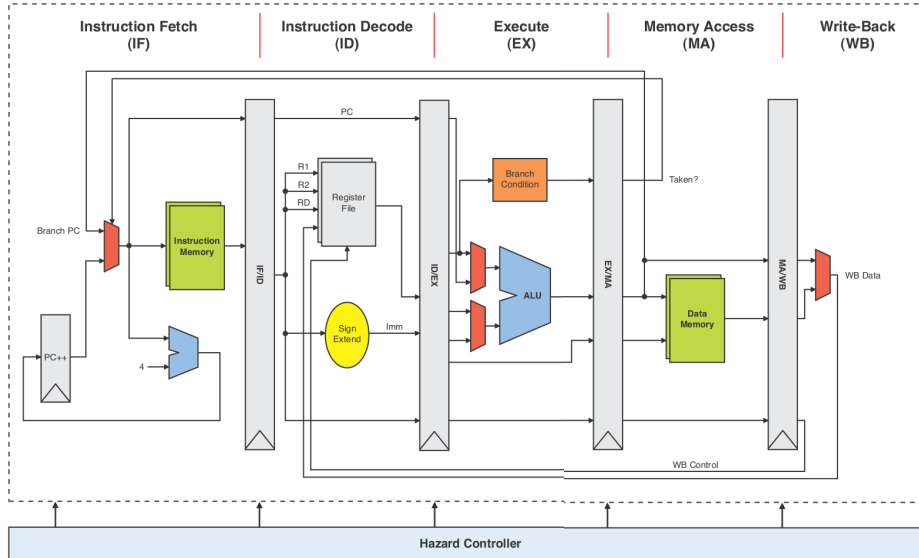 Instruction Fetch
(IF)
Instruction Decode
(ID)
Execute
(EX)
Memory Access
(MA)
Write-Back
(WB)
PC
R1
R2
RD
Register
File
Branch
Condition
Taken?
Branch PC
Instruction
Memory
IF/ID
ID/EX
EX/MA
MA/WB
ALU
WB Data
Data
Memory
Sign
Extend
Imm
PC++
4
WB Control
Hazard Controller